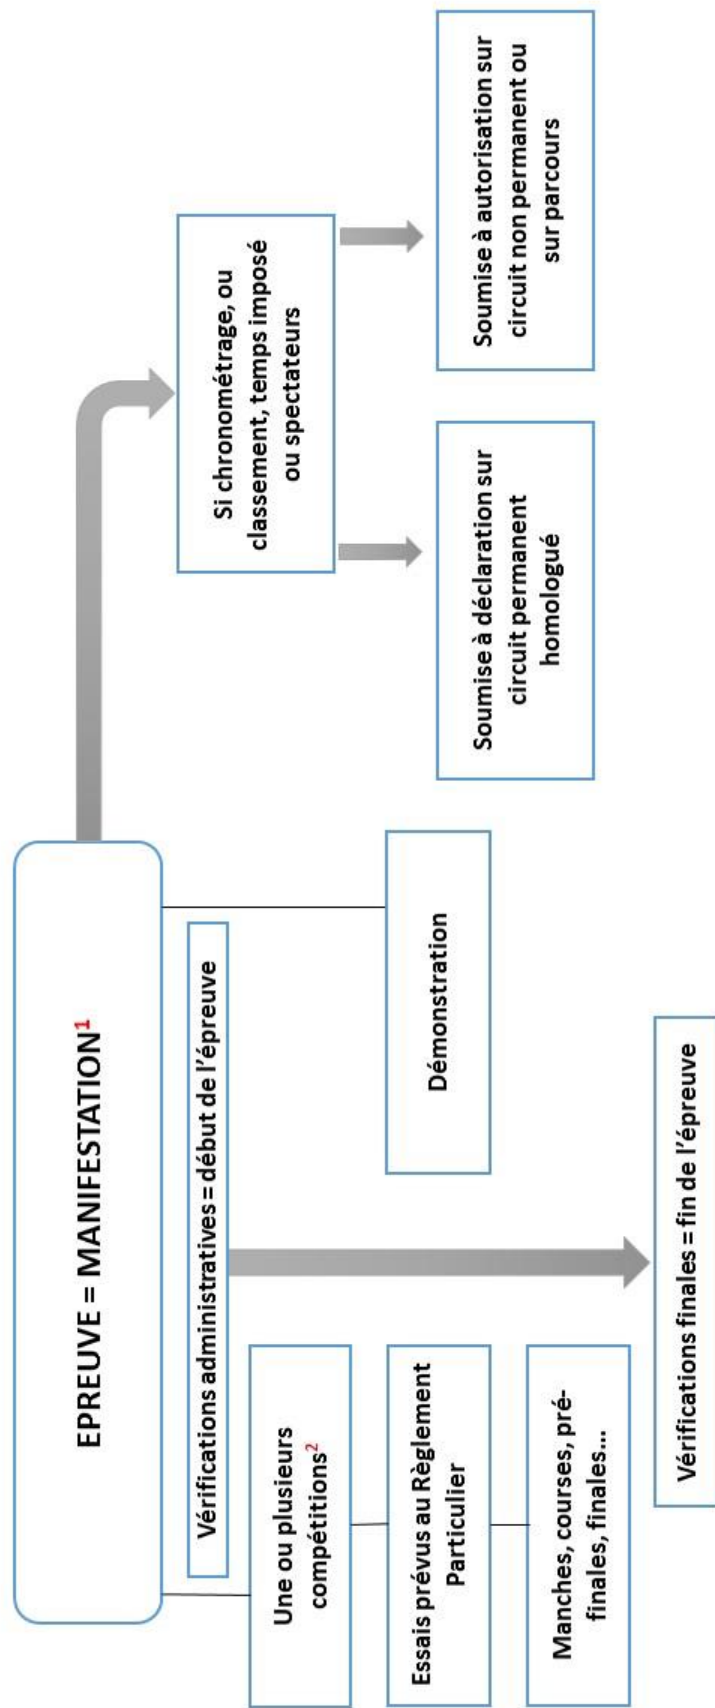 EPREUVE = MANIFESTATION1
Vérifications administratives = début de l'épreuve
Une ou plusieurs
compétitions2
Essais prévus au Règlement
Particulier
Manches, courses, pré-
finales, finales...
Vérifications finales = fin de l'épreuve
Démonstration
Si chronométrage, ou
classement, temps imposé
ou spectateurs
Soumise à déclaration sur
circuit permanent
homologué
Soumise à autorisation sur
circuit non permanent ou
sur parcours